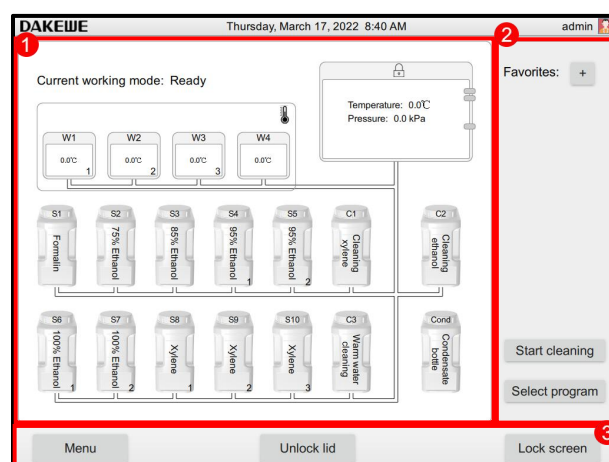 DAKEWE
Thursday, March 17, 2022 8:40 AM
admin
1
2
Current working mode: Ready
Favorites: +
Temperature: 0.0℃
Pressure: 0.0 kPa
W1 W2 W3 W4
0.0℃ 0.0℃ 0.0℃ 0.0℃
1 2 3
S1 S2 S3 S4 S5 C1 C2
Formalin
75% Ethanol
85% Ethanol
95% Ethanol 1
95% Ethanol 2
Cleaning xylene
Cleaning ethanol
S6 S7 S8 S9 S10 C3 Cond
100% Ethanol 1
100% Ethanol 2
Xylene 1
Xylene 2
Xylene 3
Warm water cleaning
Condensate bottle
Start cleaning
Select program
3
Menu
Unlock lid
Lock screen